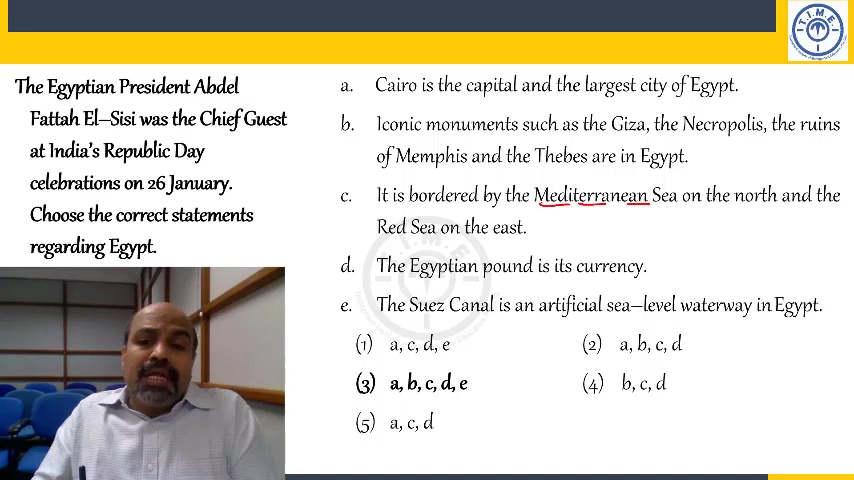 T.I.M.E.
The Egyptian President Abdel
Fattah El–Sisi was the Chief Guest
at India's Republic Day
celebrations on 26 January.
Choose the correct statements
regarding Egypt.
a. Cairo is the capital and the largest city of Egypt.
b. Iconic monuments such as the Giza, the Necropolis, the ruins
of Memphis and the Thebes are in Egypt.
c. It is bordered by the Mediterranean Sea on the north and the
Red Sea on the east.
d. The Egyptian pound is its currency.
e. The Suez Canal is an artificial sea–level waterway in Egypt.
(1) a, c, d, e (2) a, b, c, d
(3) a, b, c, d, e (4) b, c, d
(5) a, c, d